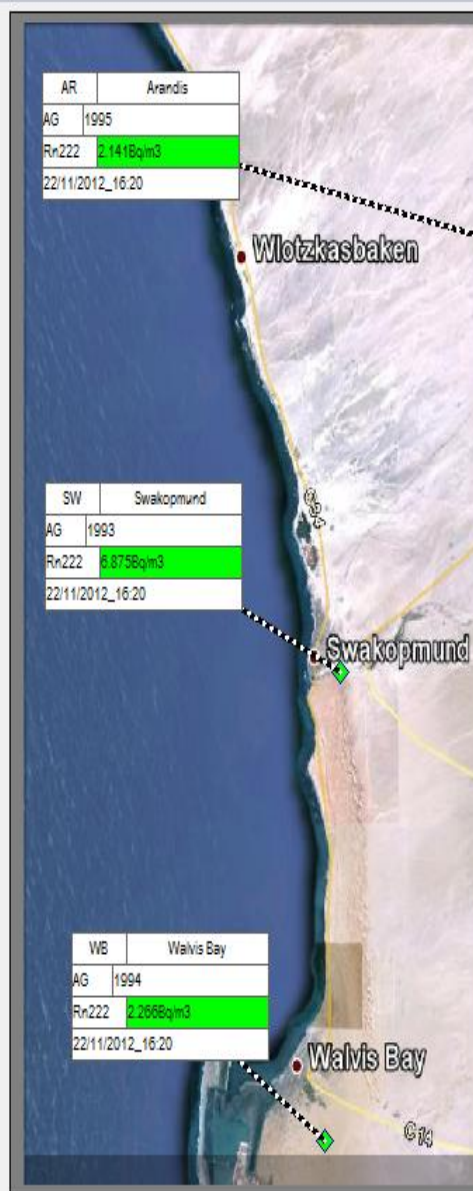 AR Arandis
AG 1995
Rn222 2.141Bq/m3
22/11/2012_16:20
Wlotzkasbaken
SW Swakopmund
AG 1993
Rn222 6.875Bq/m3
22/11/2012_16:20
Swakopmund
WB Walvis Bay
AG 1994
Rn222 2.266Bq/m3
22/11/2012_16:20
Walvis Bay
C14